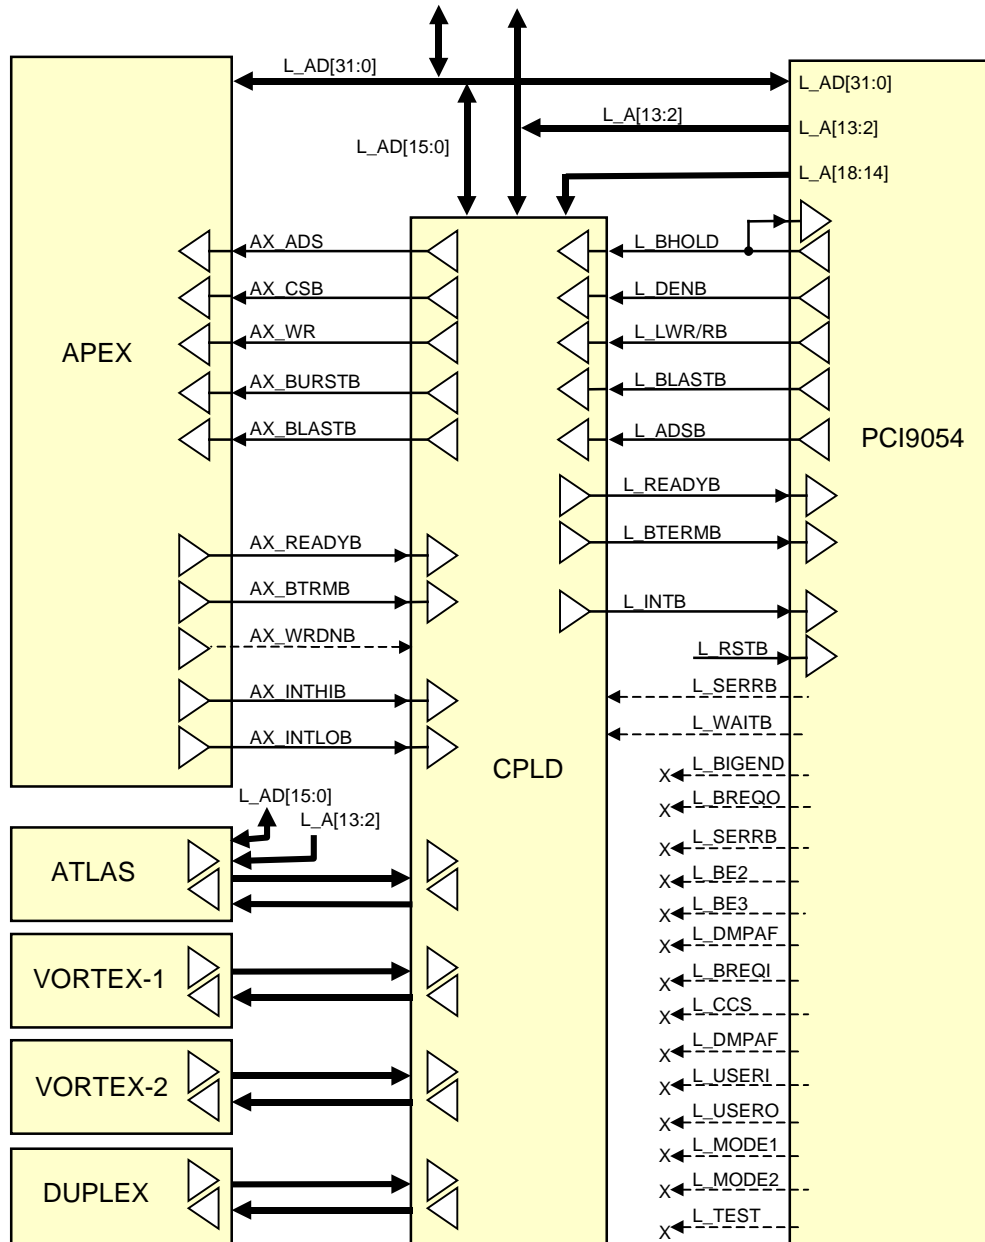 L_AD[31:0]
L_AD[31:0]
L_A[13:2]
L_A[13:2]
L_AD[15:0]
L_A[18:14]
AX_ADS
L_BHOLD
AX_CSB
L_DENB
AX_WR
L_LWR/RB
APEX
AX_BURSTB
L_BLASTB
AX_BLASTB
L_ADSB
PCI9054
L_READYB
L_BTERMB
AX_READYB
AX_BTRMB
L_INTB
AX_WRDNB
L_RSTB
AX_INTHIB
L_SERRB
L_WAITB
AX_INTLOB
CPLD
X L_BIGEND
L_AD[15:0]
X L_BREQO
L_A[13:2]
X L_SERRB
ATLAS
X L_BE2
X L_BE3
X L_DMPAF
VORTEX-1
X L_BREQI
X L_CCS
X L_DMPAF
VORTEX-2
X L_USERI
X L_USERO
X L_MODE1
DUPLEX
X L_MODE2
X L_TEST